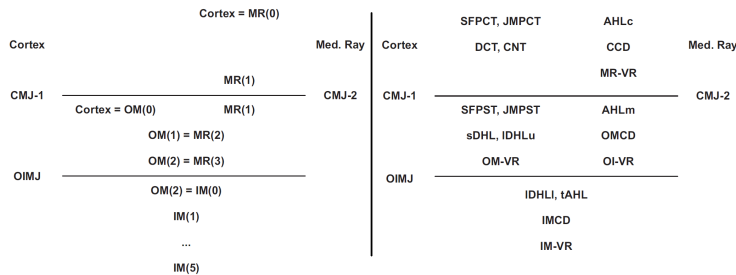 Cortex = MR(0)
Cortex
Med. Ray
MR(1)
CMJ-1
CMJ-2
Cortex = OM(0)
MR(1)
OM(1) = MR(2)
OM(2) = MR(3)
OIMJ
OM(2) = IM(0)
IM(1)
...
IM(5)
SFPCT, JMPCT
AHLc
Cortex
DCT, CNT
CCD
Med. Ray
MR-VR
CMJ-1
CMJ-2
SFPST, JMPST
AHLm
sDHL, lDHLu
OMCD
OM-VR
OI-VR
OIMJ
lDHLl, tAHL
IMCD
IM-VR